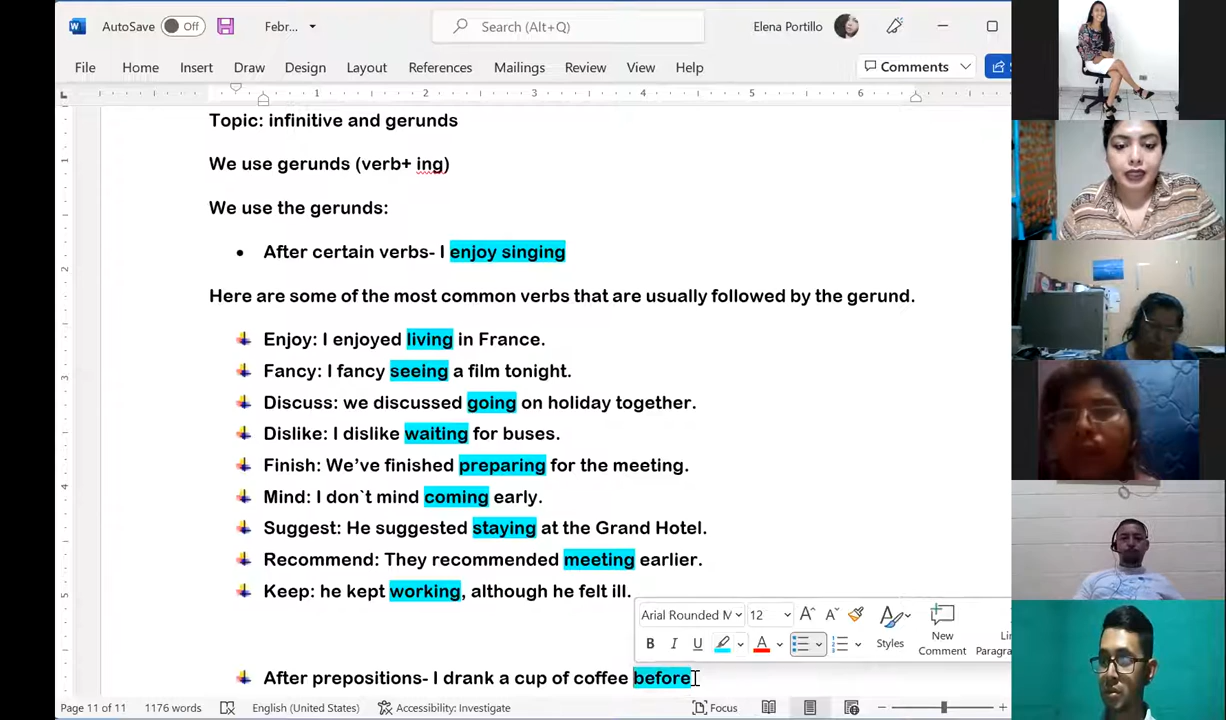 AutoSave Off Febr... Search (Alt+Q) Elena Portillo
File Home Insert Draw Design Layout References Mailings Review View Help Comments
1 2 3 4 5 6
Topic: infinitive and gerunds
We use gerunds (verb+ ing)
We use the gerunds:
• After certain verbs- I enjoy singing
Here are some of the most common verbs that are usually followed by the gerund.
Enjoy: I enjoyed living in France.
Fancy: I fancy seeing a film tonight.
Discuss: we discussed going on holiday together.
Dislike: I dislike waiting for buses.
Finish: We’ve finished preparing for the meeting.
Mind: I don`t mind coming early.
Suggest: He suggested staying at the Grand Hotel.
Recommend: They recommended meeting earlier.
Keep: he kept working, although he felt ill.
Arial Rounded M 12
B I U A Styles New Comment
After prepositions- I drank a cup of coffee before
Page 11 of 11 1176 words English (United States) Accessibility: Investigate Focus